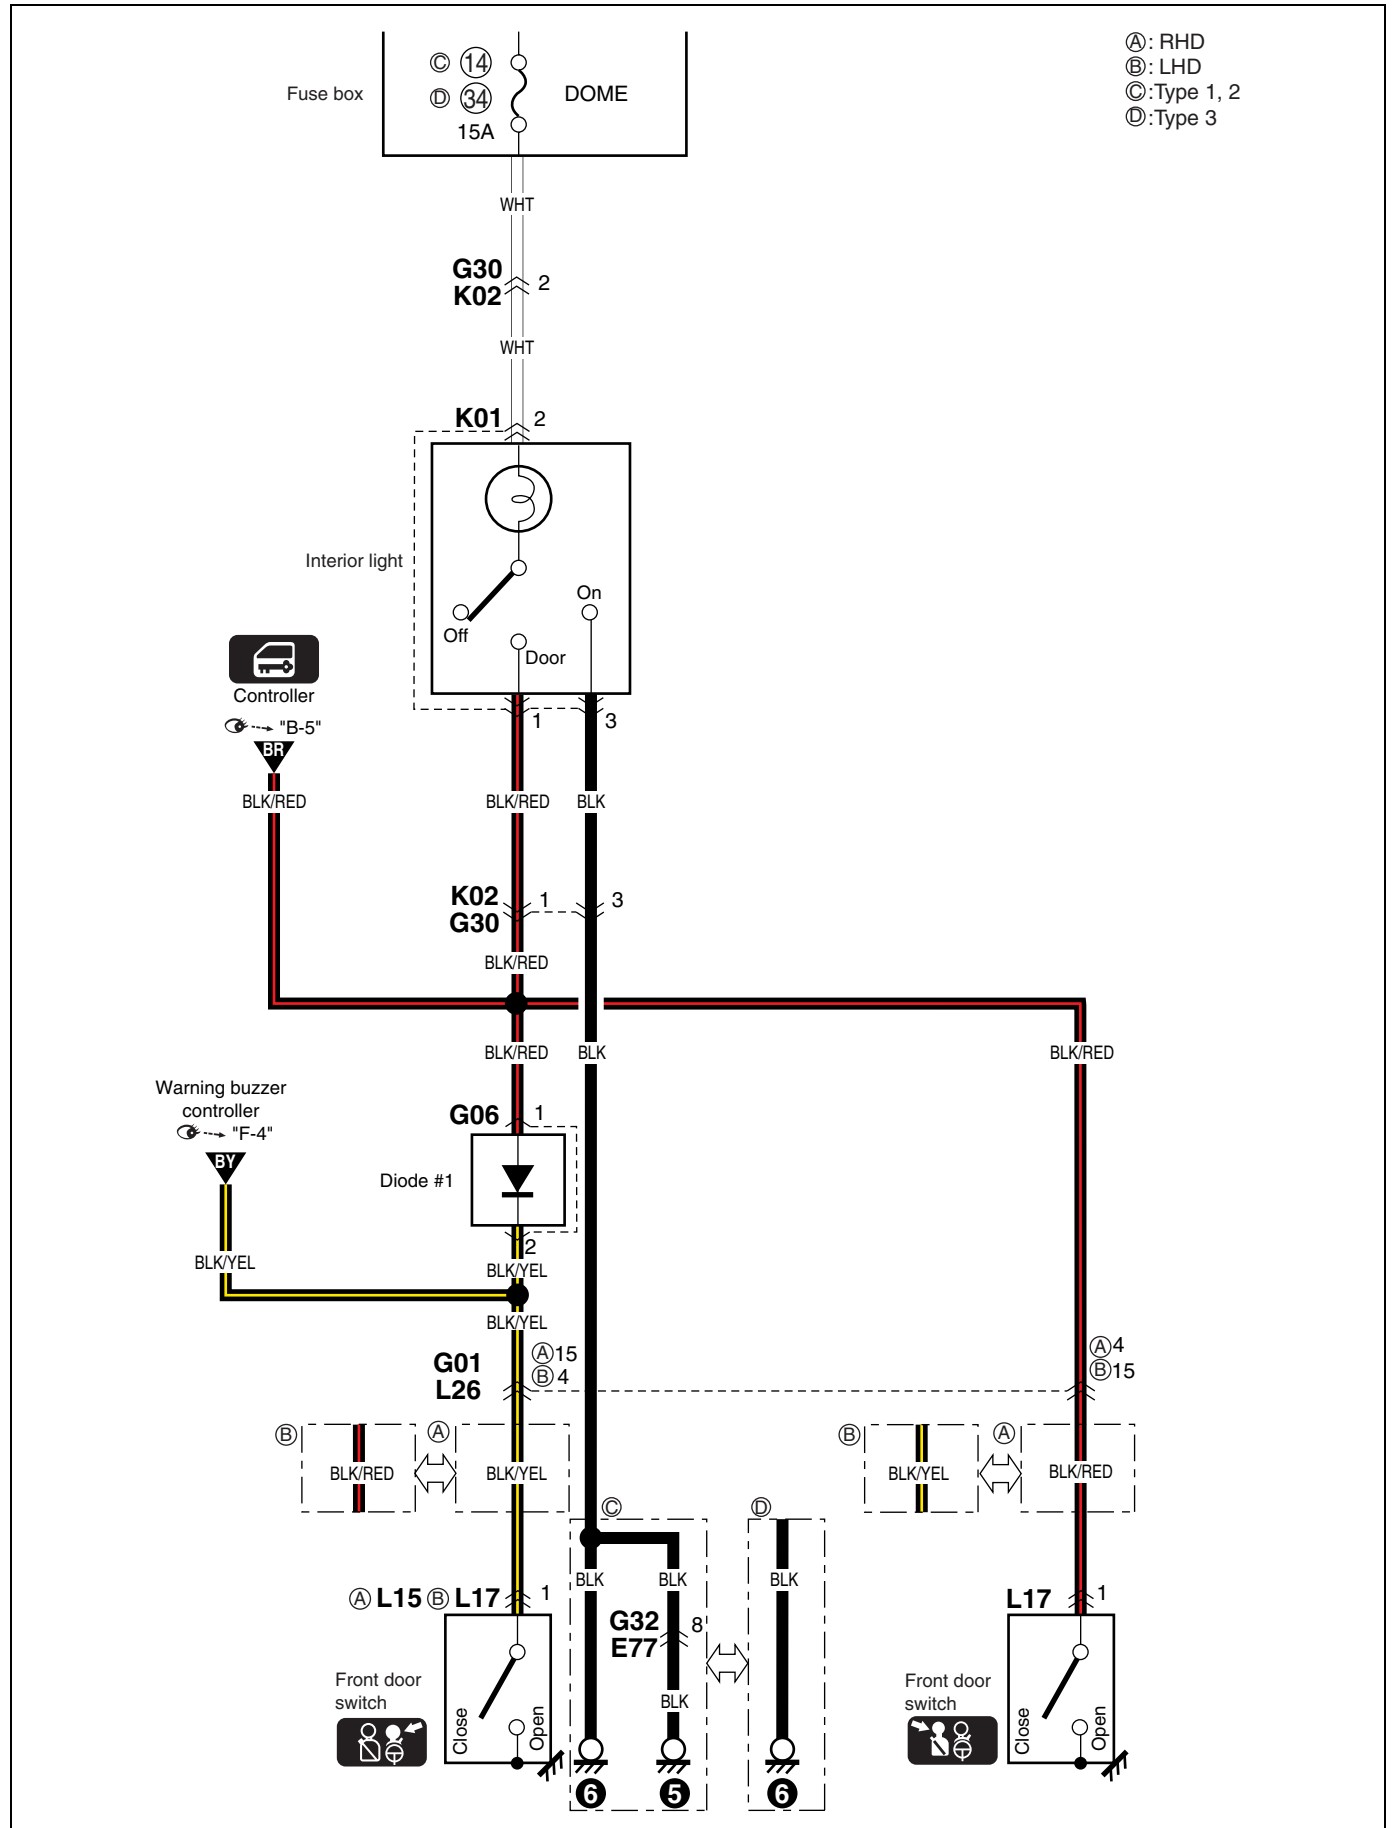 Ⓐ: RHD
Ⓑ: LHD
Ⓒ:Type 1, 2
Ⓓ:Type 3
Fuse box
Ⓒ 14
Ⓓ 34
15A
DOME
WHT
G30
K02
2
WHT
K01
2
Interior light
Off
Door
On
Controller
"B-5"
BR
BLK/RED
1
3
BLK/RED
BLK
K02
G30
1
3
BLK/RED
BLK/RED
BLK
BLK/RED
Warning buzzer
controller
"F-4"
BY
BLK/YEL
G06
1
Diode #1
2
BLK/YEL
BLK/YEL
G01
L26
Ⓐ15
Ⓑ4
Ⓐ4
Ⓑ15
Ⓑ
BLK/RED
Ⓐ
BLK/YEL
Ⓑ
BLK/YEL
Ⓐ
BLK/RED
Ⓒ
Ⓓ
BLK
BLK
BLK
G32
E77
8
BLK
Ⓐ L15 Ⓑ L17
1
L17
1
Front door
switch
Close
Open
Front door
switch
Close
Open
6
5
6